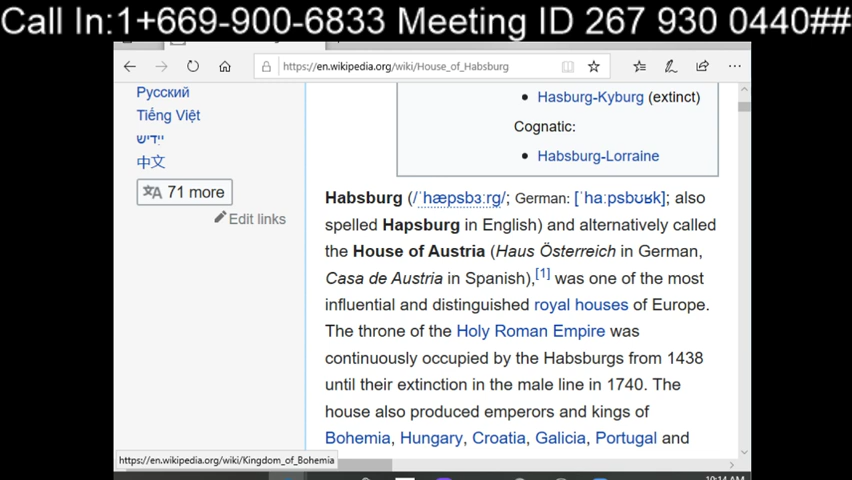 Call In:1+669-900-6833 Meeting ID 267 930 0440##
https://en.wikipedia.org/wiki/House_of_Habsburg
Русский
Tiếng Việt
ייִדיש
中文
71 more
Edit links
Hasburg-Kyburg (extinct)
Cognatic:
Habsburg-Lorraine
Habsburg (/ˈhæpsbɜːrɡ/; German: [ˈhaːpsbʊʁk]; also
spelled Hapsburg in English) and alternatively called
the House of Austria (Haus Österreich in German,
Casa de Austria in Spanish),[1] was one of the most
influential and distinguished royal houses of Europe.
The throne of the Holy Roman Empire was
continuously occupied by the Habsburgs from 1438
until their extinction in the male line in 1740. The
house also produced emperors and kings of
Bohemia, Hungary, Croatia, Galicia, Portugal and
https://en.wikipedia.org/wiki/Kingdom_of_Bohemia
10:14 AM